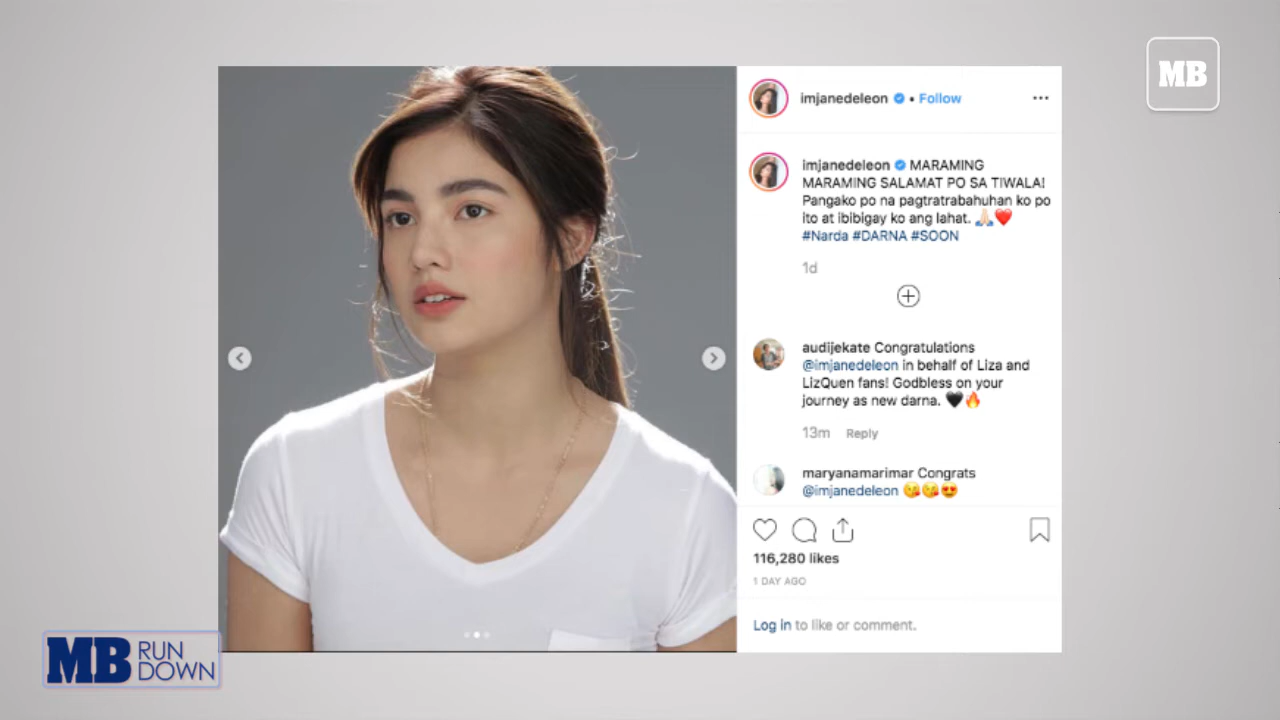 MB
imjanedeleon • Follow
imjanedeleon MARAMING
MARAMING SALAMAT PO SA TIWALA!
Pangako po na pagtratrabahuhan ko po
ito at ibibigay ko ang lahat. 🙏🏻❤️
#Narda #DARNA #SOON
1d
audijekate Congratulations
@imjanedeleon in behalf of Liza and
LizQuen fans! Godbless on your
journey as new darna. 🖤🔥
13m Reply
maryanamarimar Congrats
@imjanedeleon 😘😘😍
116,280 likes
1 DAY AGO
Log in to like or comment.
MB RUN
DOWN